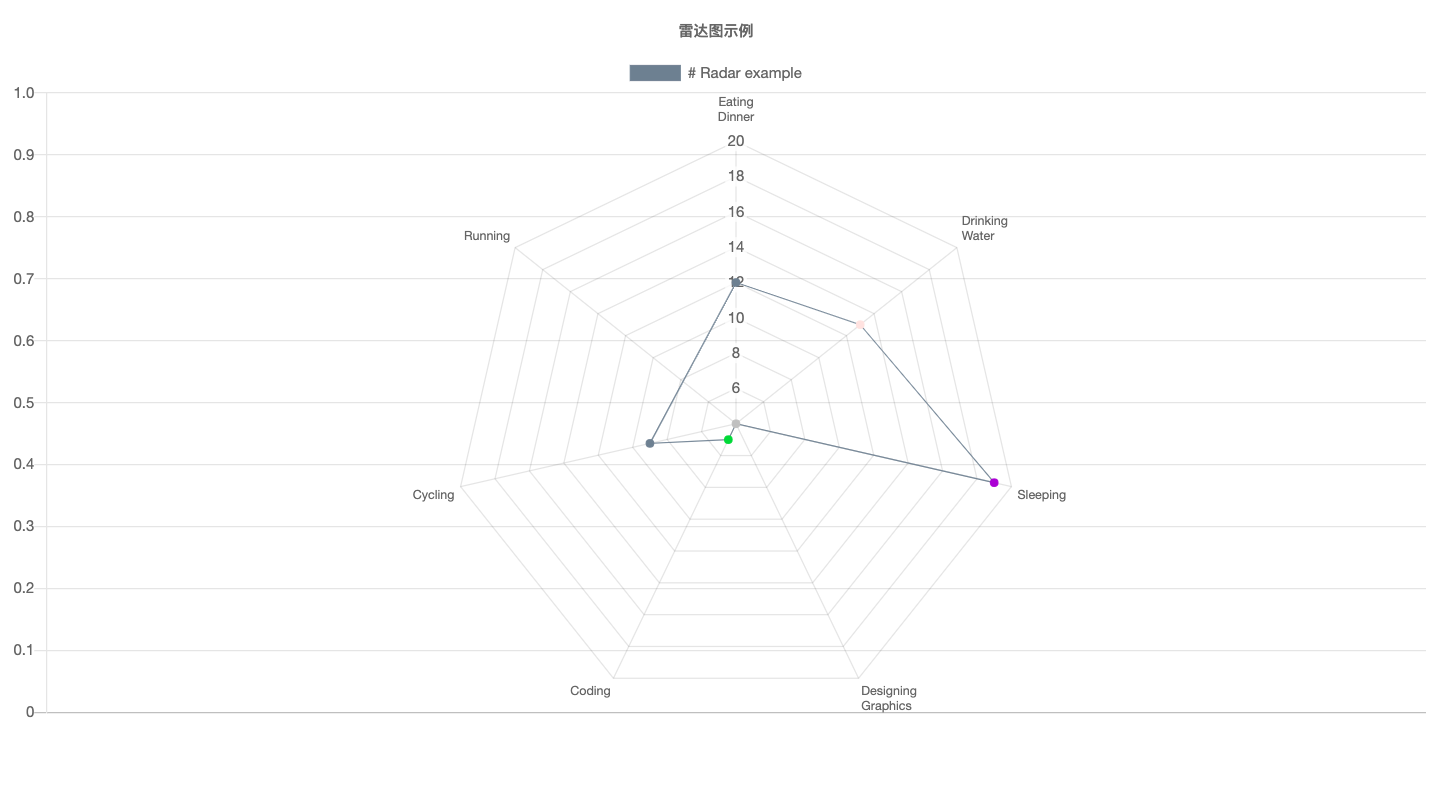 雷达图示例
# Radar example
1.0
0.9
0.8
0.7
0.6
0.5
0.4
0.3
0.2
0.1
0
Eating
Dinner
20
18
16
14
12
10
8
6
Drinking
Water
Running
Cycling
Sleeping
Coding
Designing
Graphics